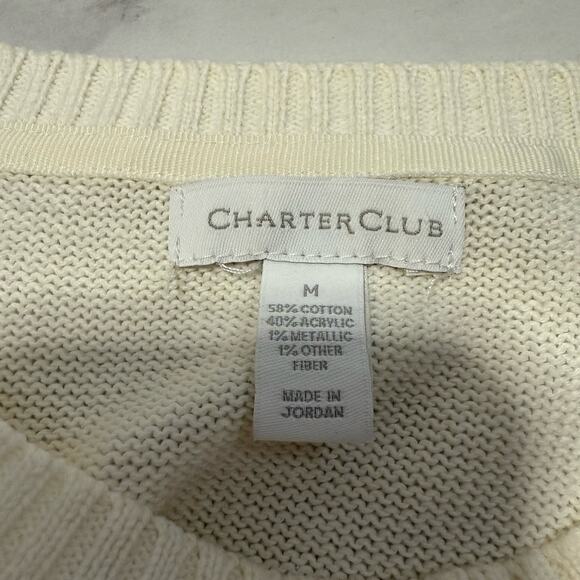 CHARTER CLUB
M
58% COTTON
40% ACRYLIC
1% METALLIC
1% OTHER
FIBER
MADE IN
JORDAN